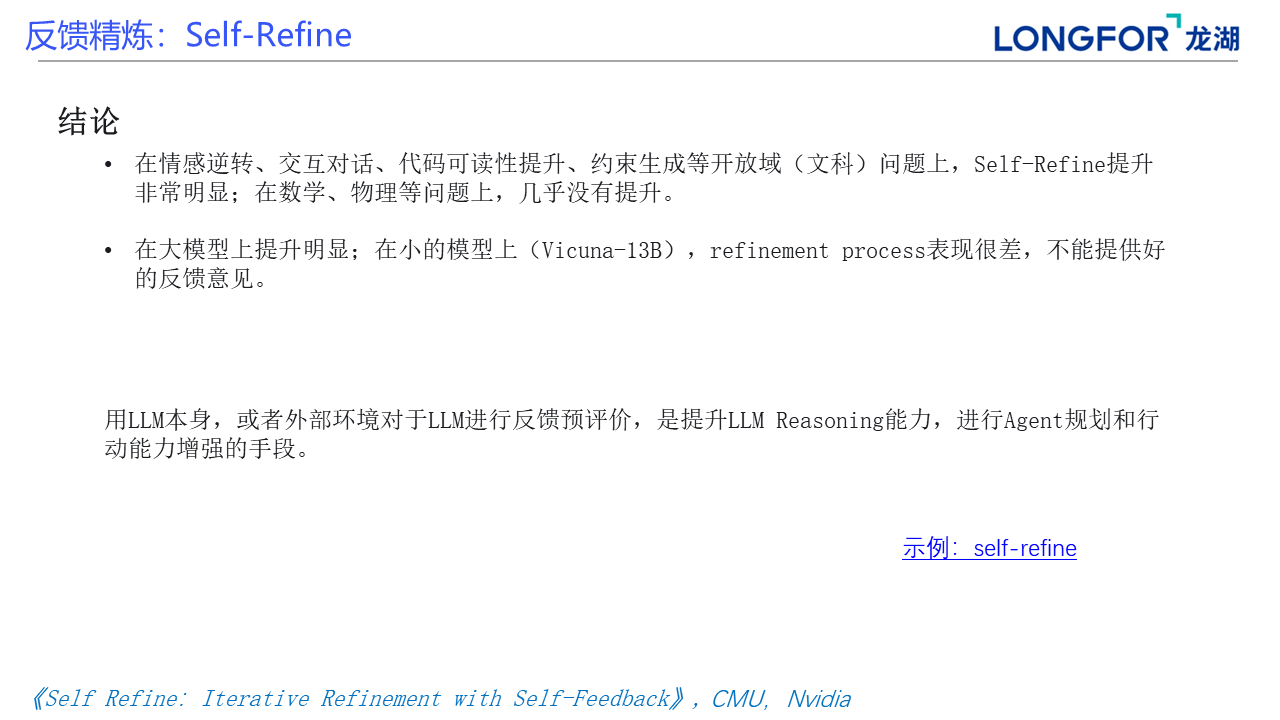 反馈精炼：Self-Refine
LONGFOR 龙湖
结论
• 在情感逆转、交互对话、代码可读性提升、约束生成等开放域（文科）问题上，Self-Refine提升
非常明显；在数学、物理等问题上，几乎没有提升。
• 在大模型上提升明显；在小的模型上（Vicuna-13B），refinement process表现很差，不能提供好
的反馈意见。
用LLM本身，或者外部环境对于LLM进行反馈预评价，是提升LLM Reasoning能力，进行Agent规划和行
动能力增强的手段。
示例：self-refine
《Self Refine: Iterative Refinement with Self-Feedback》，CMU，Nvidia